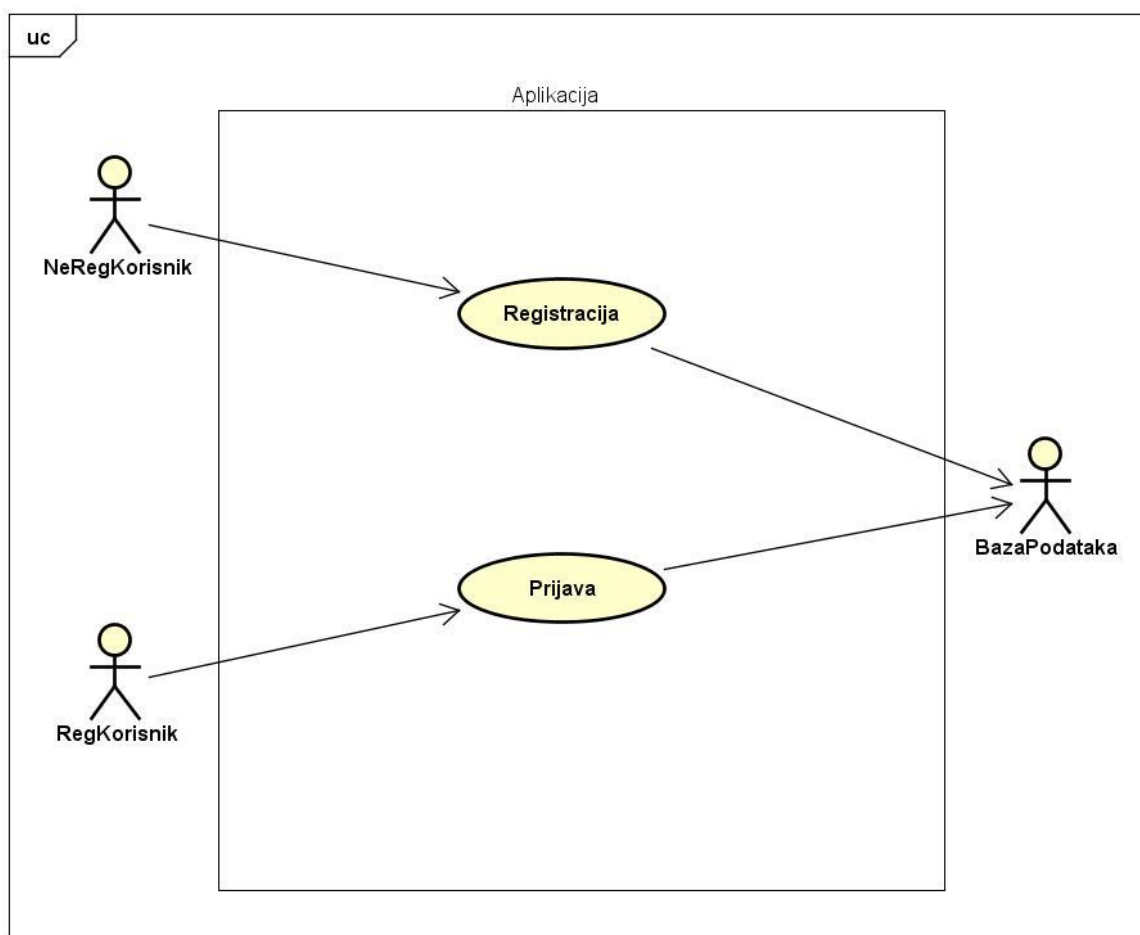 uc
Aplikacija
NeRegKorisnik
Registracija
BazaPodataka
Prijava
RegKorisnik